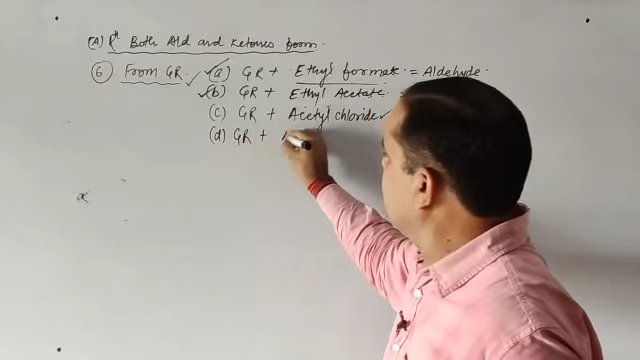 (A) Rⁿ Both Ald and Ketones form.
(6) From GR ✓ ✓(a) GR + Ethyl formate = Aldehyde.
✓(b) GR + Ethyl Acetate =
(c) GR + Acetyl chloride ✓
(d) GR +